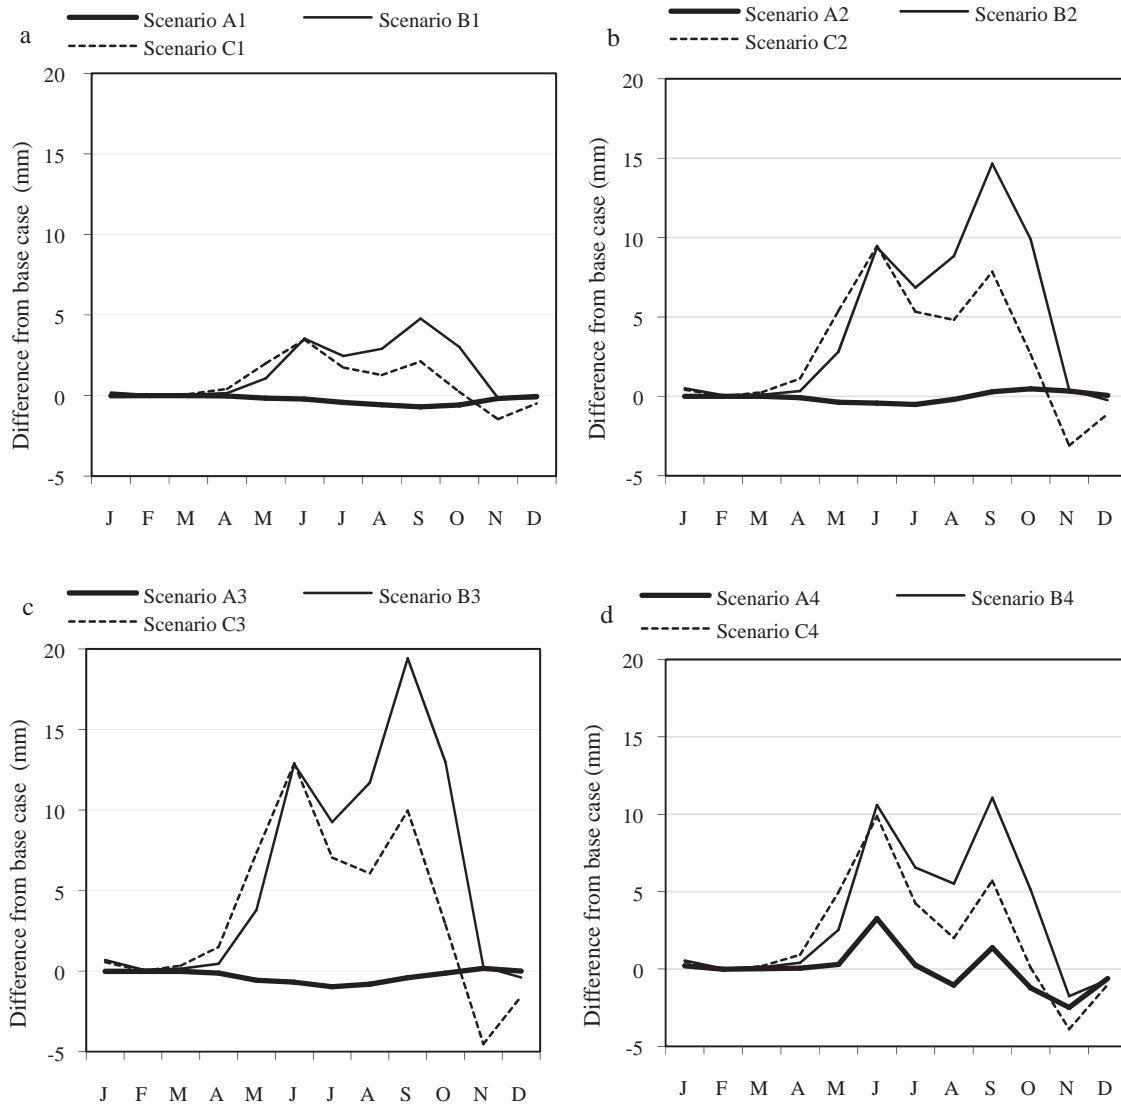 a
Scenario A1
Scenario B1
Scenario C1
Difference from base case (mm)
20
15
10
5
0
-5
J F M A M J J A S O N D
b
Scenario A2
Scenario B2
Scenario C2
Difference from base case (mm)
20
15
10
5
0
-5
J F M A M J J A S O N D
c
Scenario A3
Scenario B3
Scenario C3
Difference from base case (mm)
20
15
10
5
0
-5
J F M A M J J A S O N D
d
Scenario A4
Scenario B4
Scenario C4
Difference from base case (mm)
20
15
10
5
0
-5
J F M A M J J A S O N D